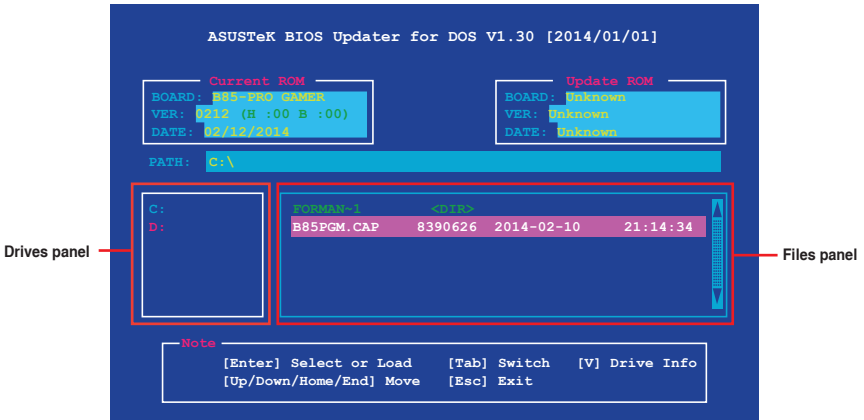 ASUSTeK BIOS Updater for DOS V1.30 [2014/01/01]
Current ROM
BOARD: B85-PRO GAMER
VER: 0212 (H :00 B :00)
DATE: 02/12/2014
Update ROM
BOARD: Unknown
VER: Unknown
DATE: Unknown
PATH: C:\
C:
D:
FORMAN~1 <DIR>
B85PGM.CAP 8390626 2014-02-10 21:14:34
Drives panel
Files panel
Note
[Enter] Select or Load [Tab] Switch [V] Drive Info
[Up/Down/Home/End] Move [Esc] Exit